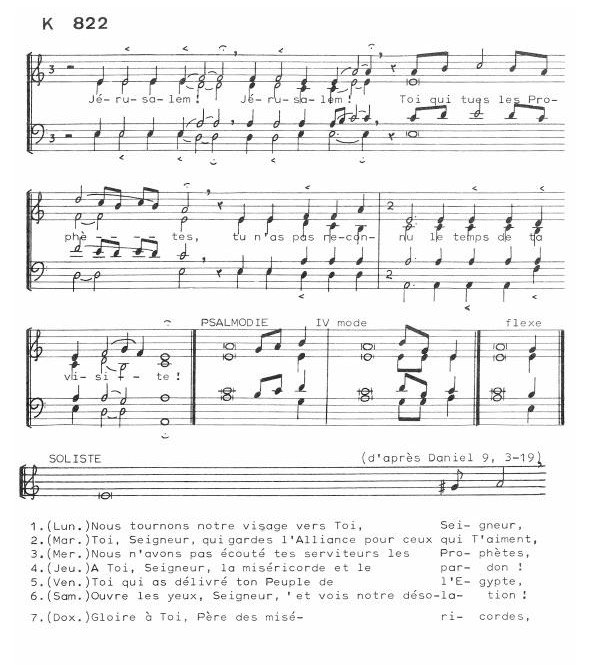 K 822
3
Jé-ru-sa-lem! Jé-ru-sa-lem! Toi qui tues les Pro-
3
2
phè - - - tes, tu n'as pas re-con- nu le temps de ta
2
PSALMODIE IV mode flexe
vi-si - te !
SOLISTE (d'après Daniel 9, 3-19)
1.(Lun.)Nous tournons notre visage vers Toi, Sei- gneur,
2.(Mar.)Toi, Seigneur, qui gardes l'Alliance pour ceux qui T'aiment,
3.(Mer.)Nous n'avons pas écouté tes serviteurs les Pro- phètes,
4.(Jeu.)A Toi, Seigneur, la miséricorde et le par- don !
5.(Ven.)Toi qui as délivré ton Peuple de l'E- gypte,
6.(Sam.)Ouvre les yeux, Seigneur, ' et vois notre déso-la- tion !
7.(Dox.)Gloire à Toi, Père des misé- ri- cordes,